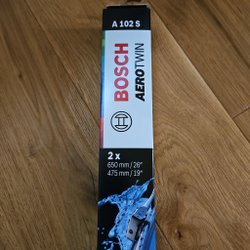 A 102 S
BOSCH
AEROTWIN
2 x
650 mm / 26"
475 mm / 19"